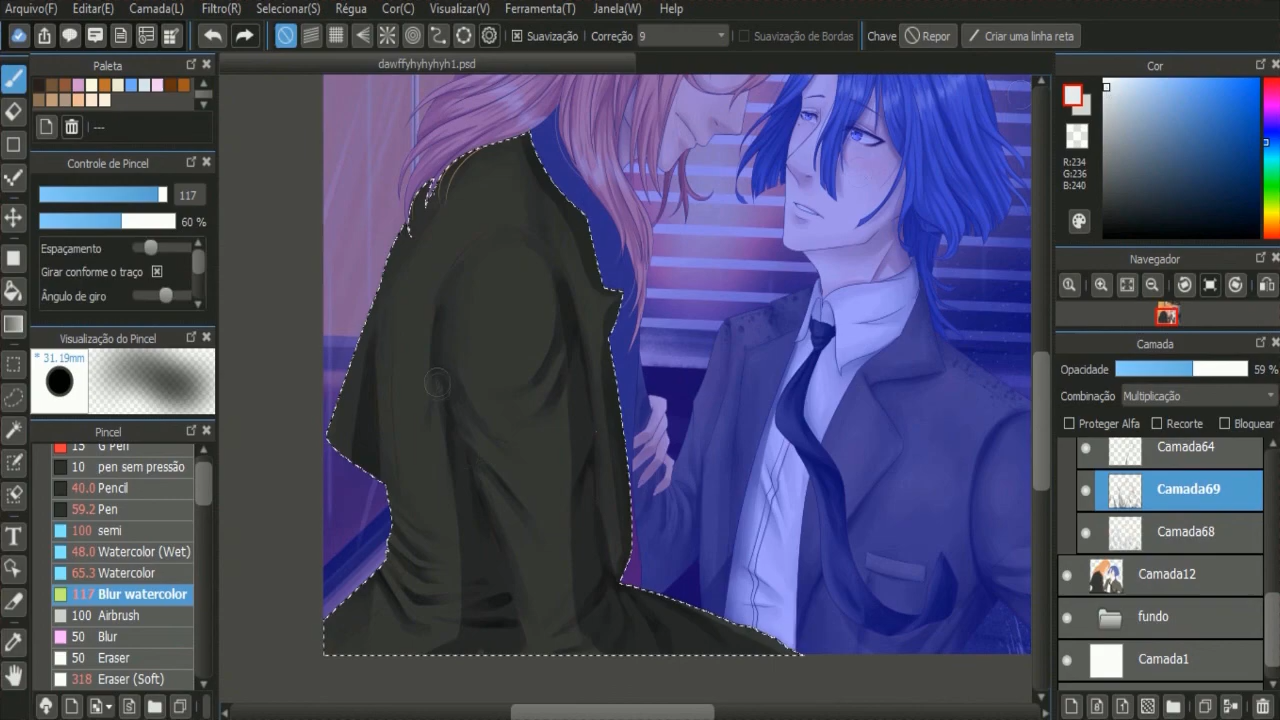 Arquivo(F) Editar(E) Camada(L) Filtro(R) Selecionar(S) Régua Cor(C) Visualizar(V) Ferramenta(T) Janela(W) Help
Suavização Correção 9 Suavização de Bordas Chave Repor Criar uma linha reta
Paleta
---
Controle de Pincel
117
60 %
Espaçamento
Girar conforme o traço
Ângulo de giro
Visualização do Pincel
* 31.19mm
Pincel
15 G Pen
10 pen sem pressão
40.0 Pencil
59.2 Pen
100 semi
48.0 Watercolor (Wet)
65.3 Watercolor
117 Blur watercolor
100 Airbrush
50 Blur
50 Eraser
318 Eraser (Soft)
dawffyhyhyhyh1.psd
Cor
R:234
G:236
B:240
Navegador
Camada
Opacidade 59 %
Combinação Multiplicação
Proteger Alfa Recorte Bloquear
Camada64
Camada69
Camada68
Camada12
fundo
Camada1